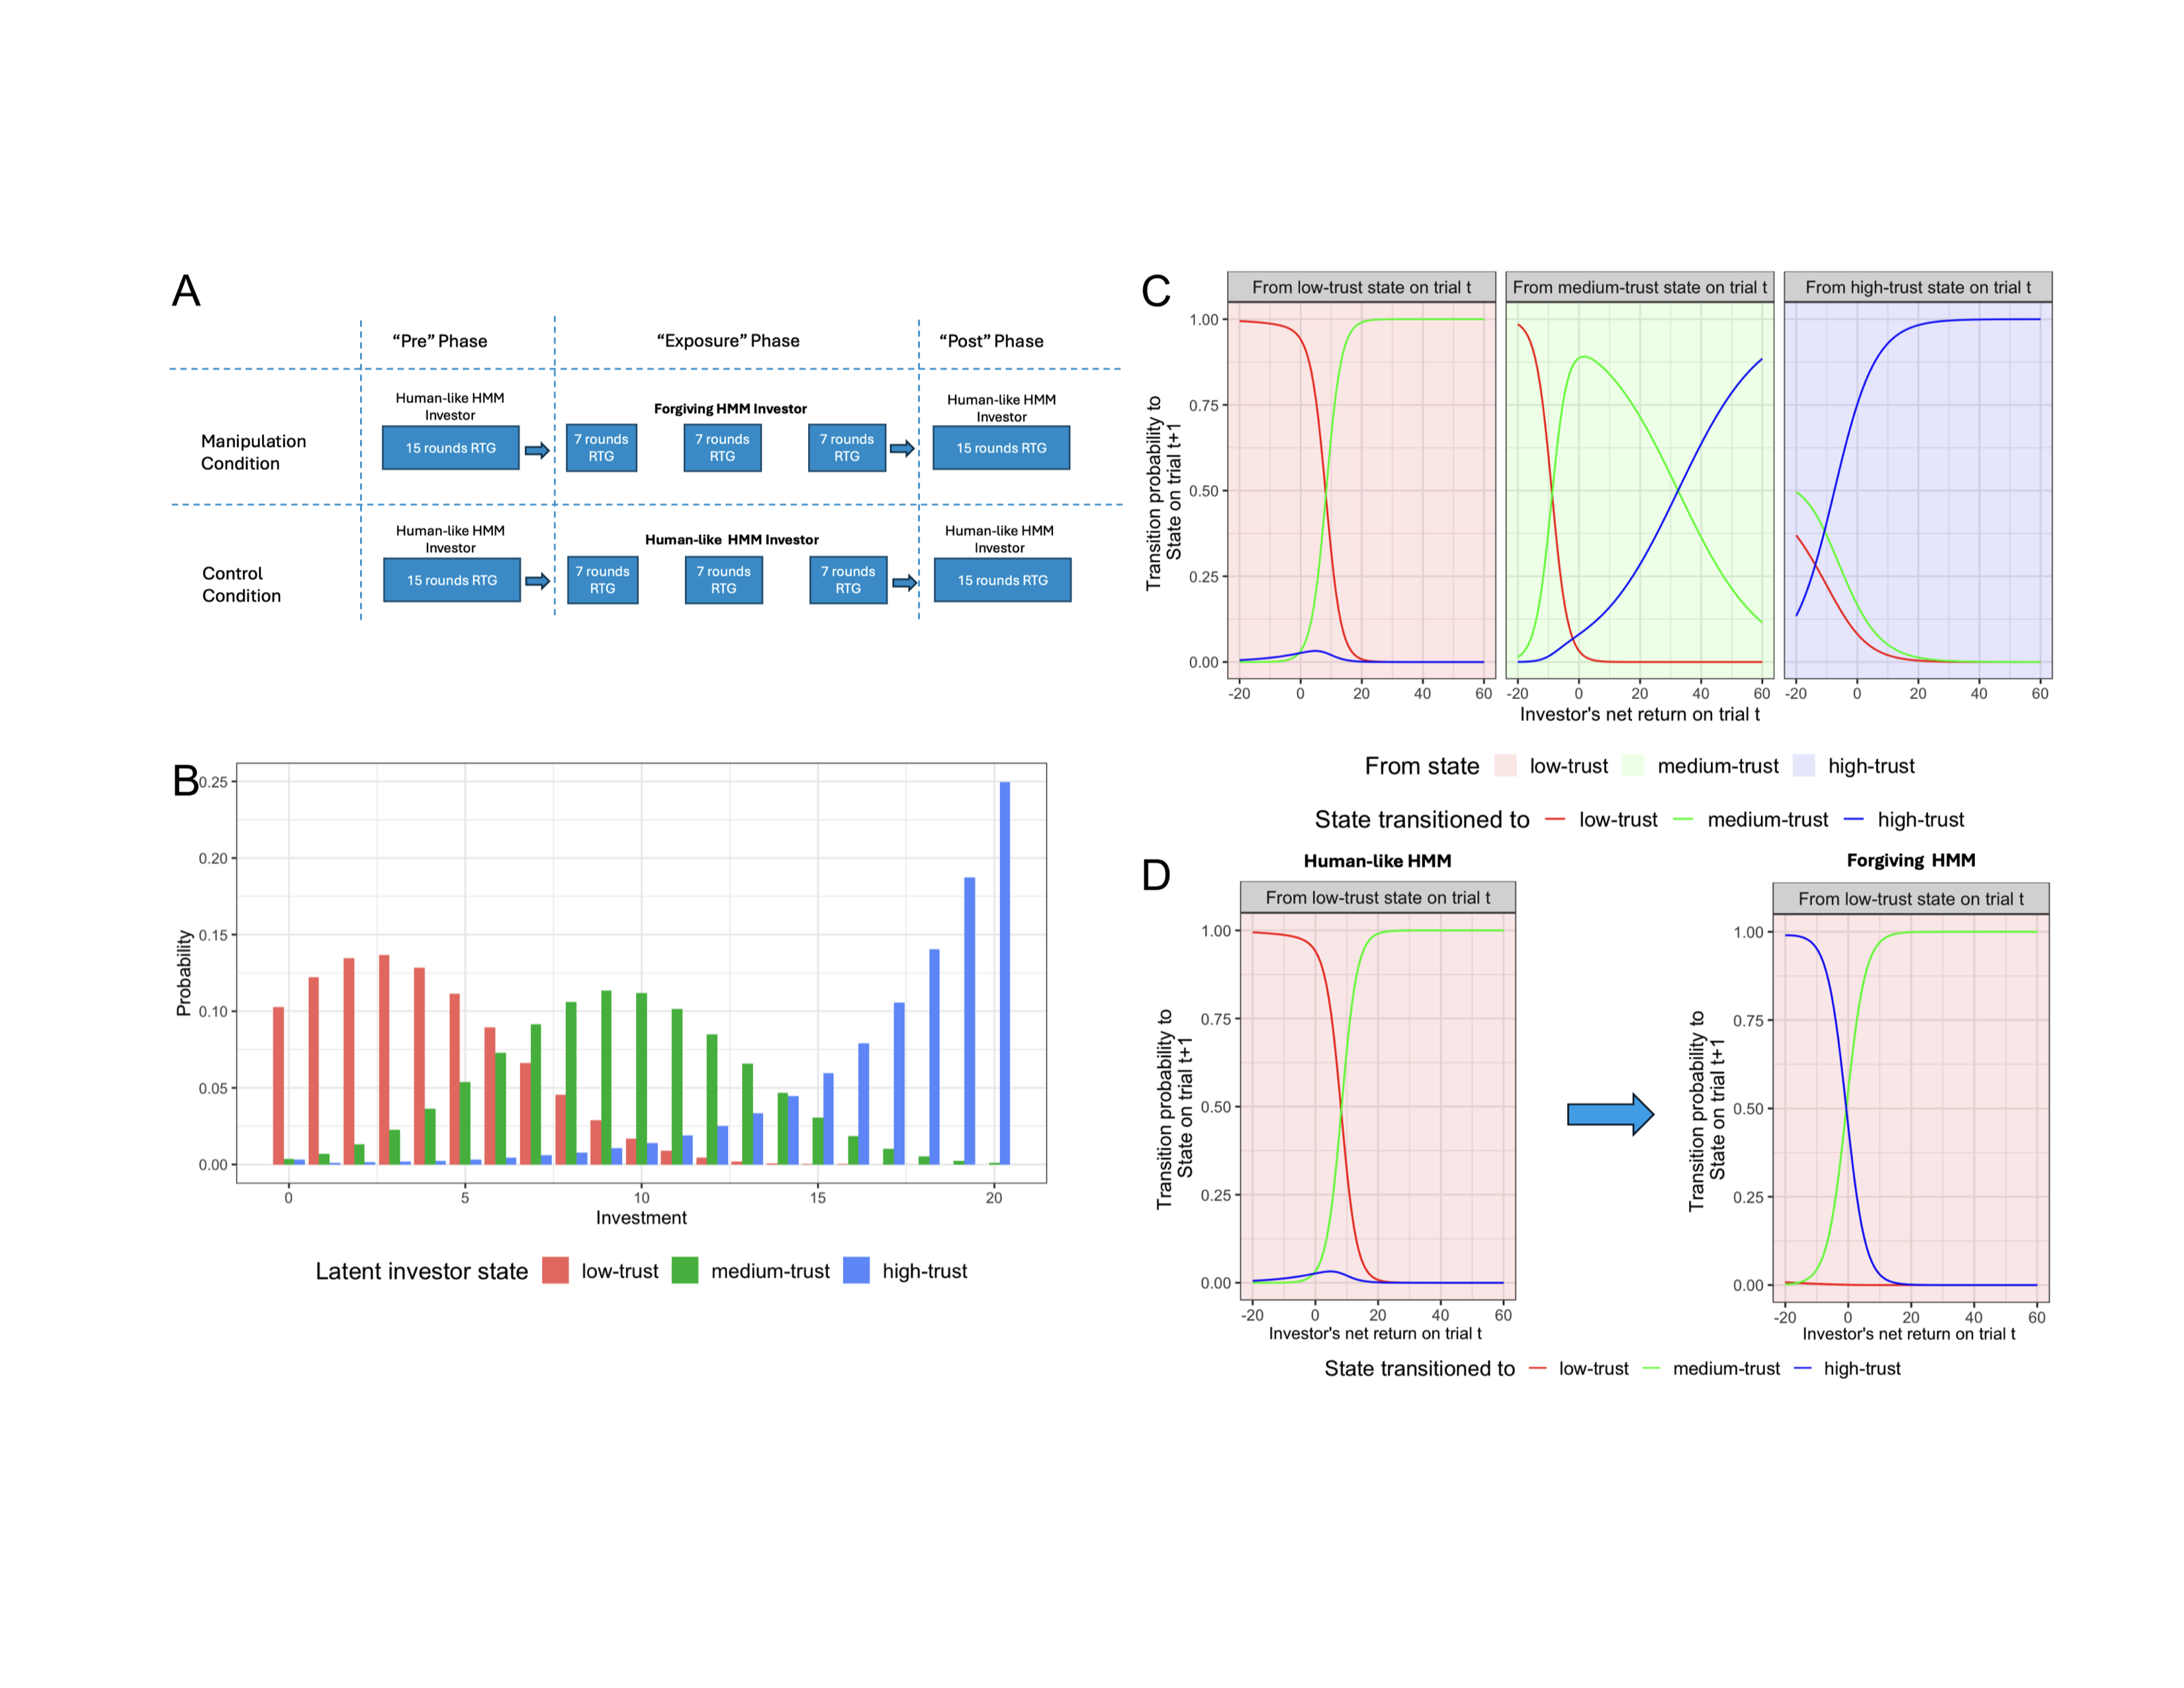 A
“Pre” Phase
“Exposure” Phase
“Post” Phase
Manipulation
Condition
Human-like HMM
Investor
15 rounds RTG
Forgiving HMM Investor
7 rounds
RTG
7 rounds
RTG
7 rounds
RTG
Human-like HMM
Investor
15 rounds RTG
Control
Condition
Human-like HMM
Investor
15 rounds RTG
Human-like HMM Investor
7 rounds
RTG
7 rounds
RTG
7 rounds
RTG
Human-like HMM
Investor
15 rounds RTG
B
Probability
0.25
0.20
0.15
0.10
0.05
0.00
0 5 10 15 20
Investment
Latent investor state low-trust medium-trust high-trust
C
From low-trust state on trial t
From medium-trust state on trial t
From high-trust state on trial t
Transition probability to
State on trial t+1
1.00
0.75
0.50
0.25
0.00
-20 0 20 40 60
-20 0 20 40 60
-20 0 20 40 60
Investor's net return on trial t
From state low-trust medium-trust high-trust
State transitioned to low-trust medium-trust high-trust
D
Human-like HMM
From low-trust state on trial t
Transition probability to
State on trial t+1
1.00
0.75
0.50
0.25
0.00
-20 0 20 40 60
Investor's net return on trial t
Forgiving HMM
From low-trust state on trial t
Transition probability to
State on trial t+1
1.00
0.75
0.50
0.25
0.00
-20 0 20 40 60
Investor's net return on trial t
State transitioned to low-trust medium-trust high-trust